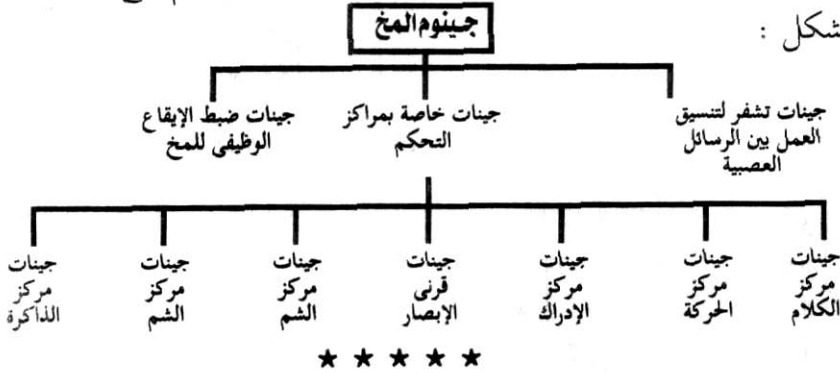 شكل :
جينوم المخ
جينات تشفر لتنسيق
العمل بين الرسائل
العصبية
جينات خاصة بمراكز
التحكم
جينات ضبط الإيقاع
الوظيفى للمخ
جينات
مركز
الكلام
جينات
مركز
الحركة
جينات
مركز
الإدراك
جينات
قرنى
الإبصار
جينات
مركز
الشم
جينات
مركز
الشم
جينات
مركز
الذاكرة
★ ★ ★ ★ ★